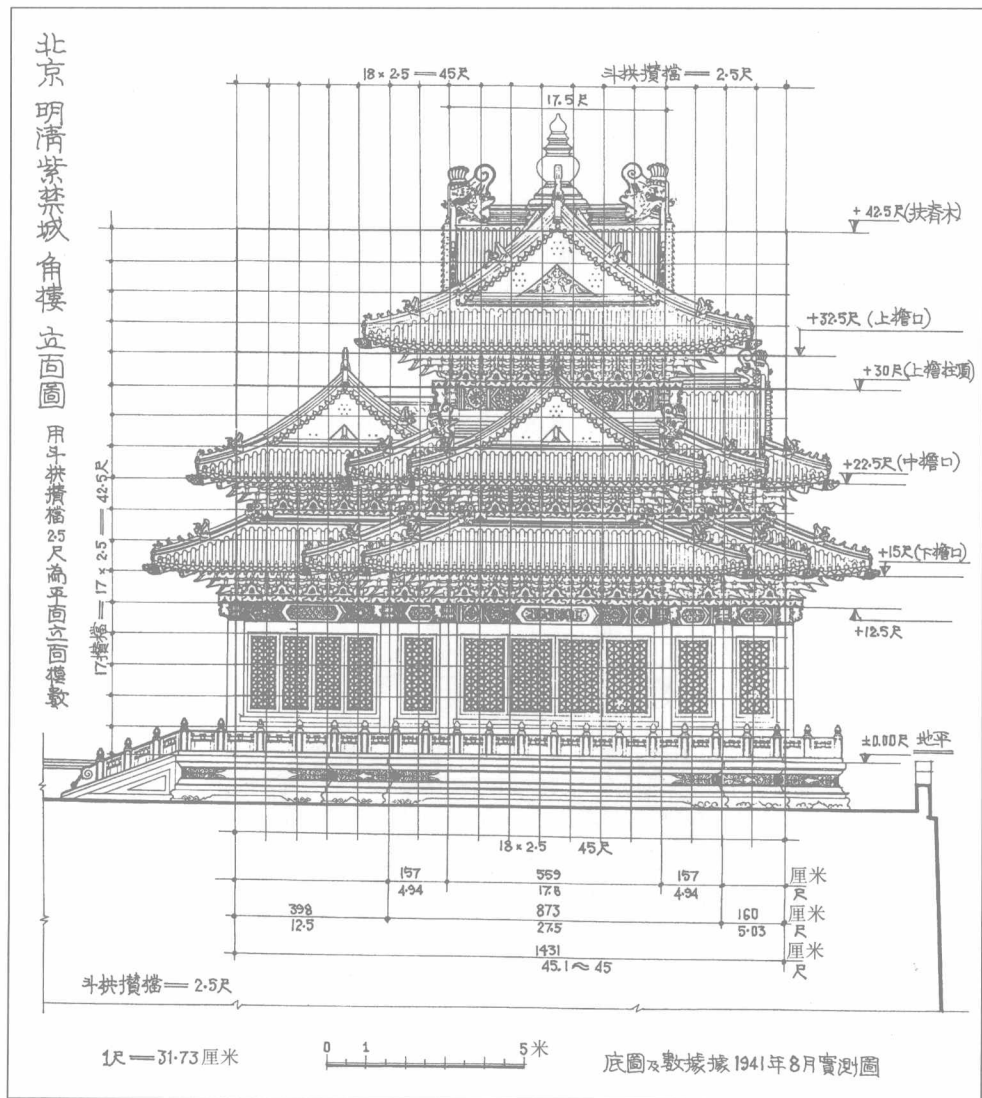 北京 明清紫禁城 角樓 立面圖 用斗拱攢檔2.5尺為平面立面模數
18×2.5＝45尺
斗拱攢檔＝2.5尺
17.5尺
+42.5尺(扶脊木)
+32.5尺(上檐口)
+30尺(上檐柱頂)
+22.5尺(中檐口)
+15尺(下檐口)
+12.5尺
±0.00尺 地平
17攢檔＝17×2.5＝42.5尺
18×2.5 45尺
157 559 157 厘米
4.94 17.6 4.94 尺
398 873 160 厘米
12.5 27.5 5.03 尺
1431 厘米
45.1≈45 尺
斗拱攢檔＝2.5尺
1尺＝31.73厘米
0 1 5米
底圖及數據據1941年8月實測圖